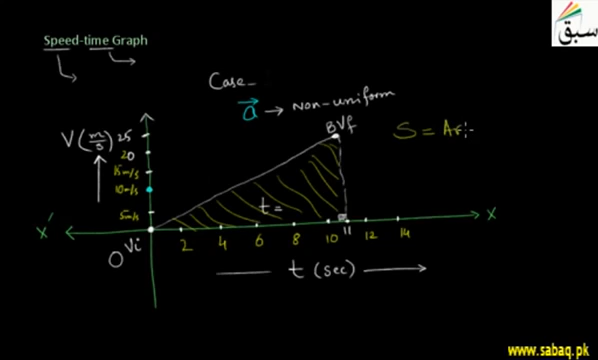 سبق
Speed-time Graph
Case-
a → Non-uniform
B Vf
V (m/s) 25
20
15m/s
10m/s
5m/s
S = Are
t =
X' Vi 2 4 6 8 10 11 12 14 X
O
t (sec)
www.sabaq.pk